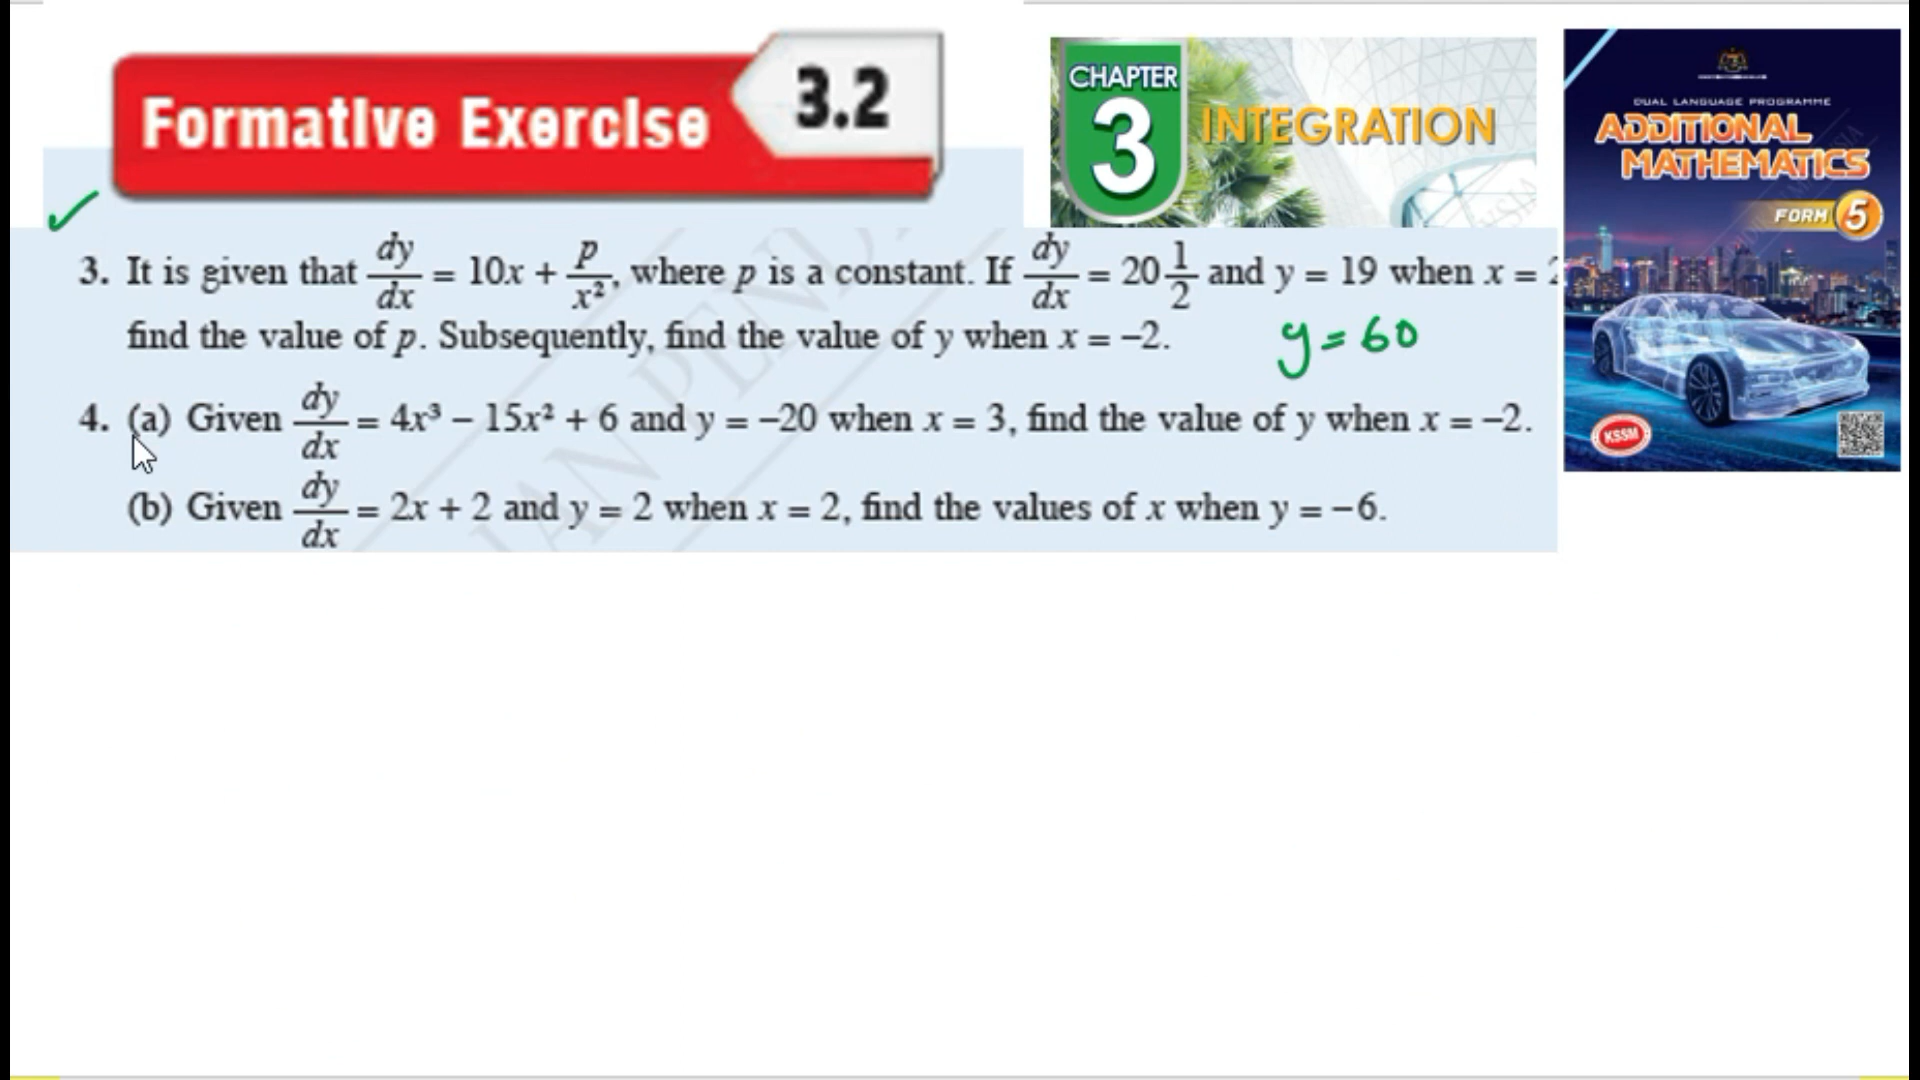 Formative Exercise 3.2
CHAPTER
3
INTEGRATION
DUAL LANGUAGE PROGRAMME
ADDITIONAL
MATHEMATICS
FORM 5
KSSM
3. It is given that dy/dx = 10x + p/x², where p is a constant. If dy/dx = 20 1/2 and y = 19 when x =
find the value of p. Subsequently, find the value of y when x = −2.
y = 60
4. (a) Given dy/dx = 4x³ − 15x² + 6 and y = −20 when x = 3, find the value of y when x = −2.
(b) Given dy/dx = 2x + 2 and y = 2 when x = 2, find the values of x when y = −6.